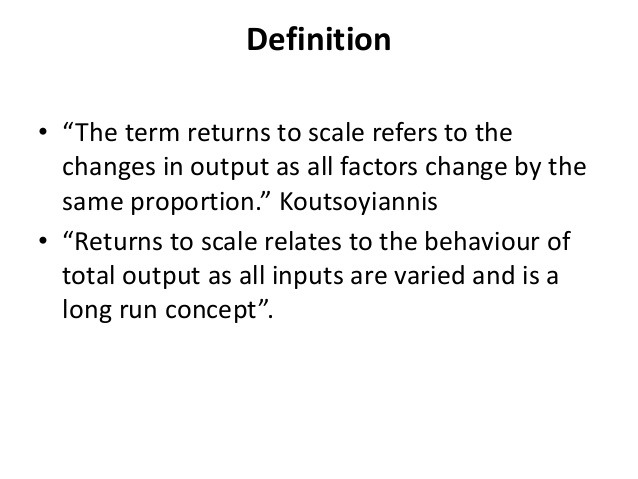 Definition
• “The term returns to scale refers to the
changes in output as all factors change by the
same proportion.” Koutsoyiannis
• “Returns to scale relates to the behaviour of
total output as all inputs are varied and is a
long run concept”.